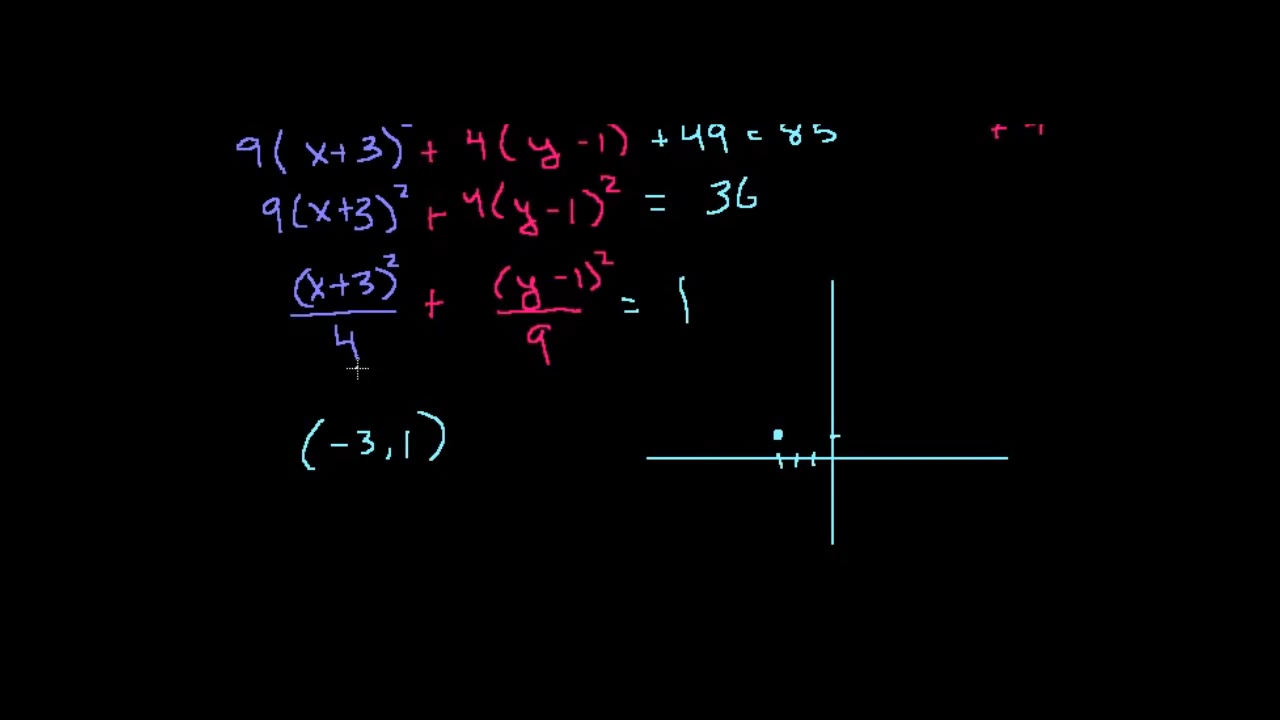 9(x+3)² + 4(y-1) + 49 = 85
+ 4
9(x+3)² + 4(y-1)² = 36
(x+3)²/4 + (y-1)²/9 = 1
(-3,1)